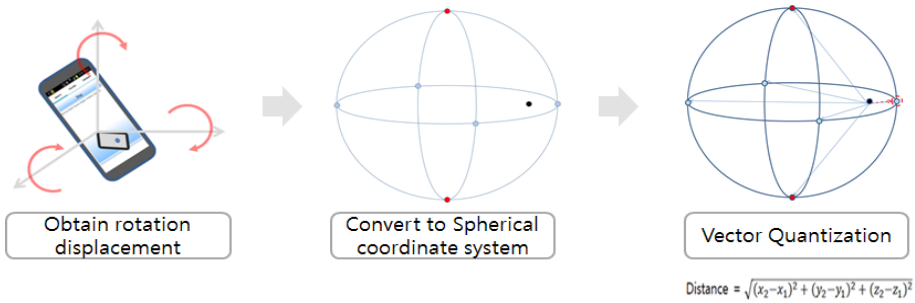 Obtain rotation
displacement
Convert to Spherical
coordinate system
Vector Quantization
Distance = √(x₂−x₁)² + (y₂−y₁)² + (z₂−z₁)²